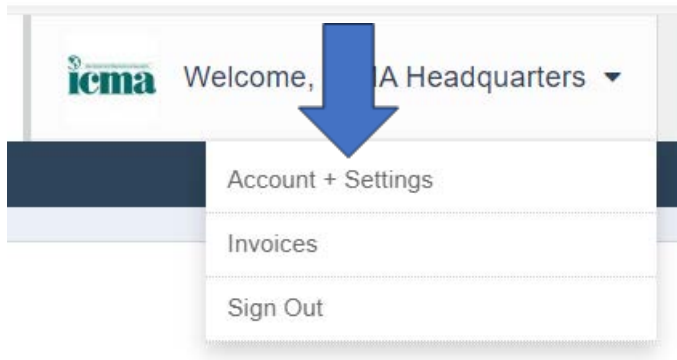 icma Welcome, A Headquarters
Account + Settings
Invoices
Sign Out